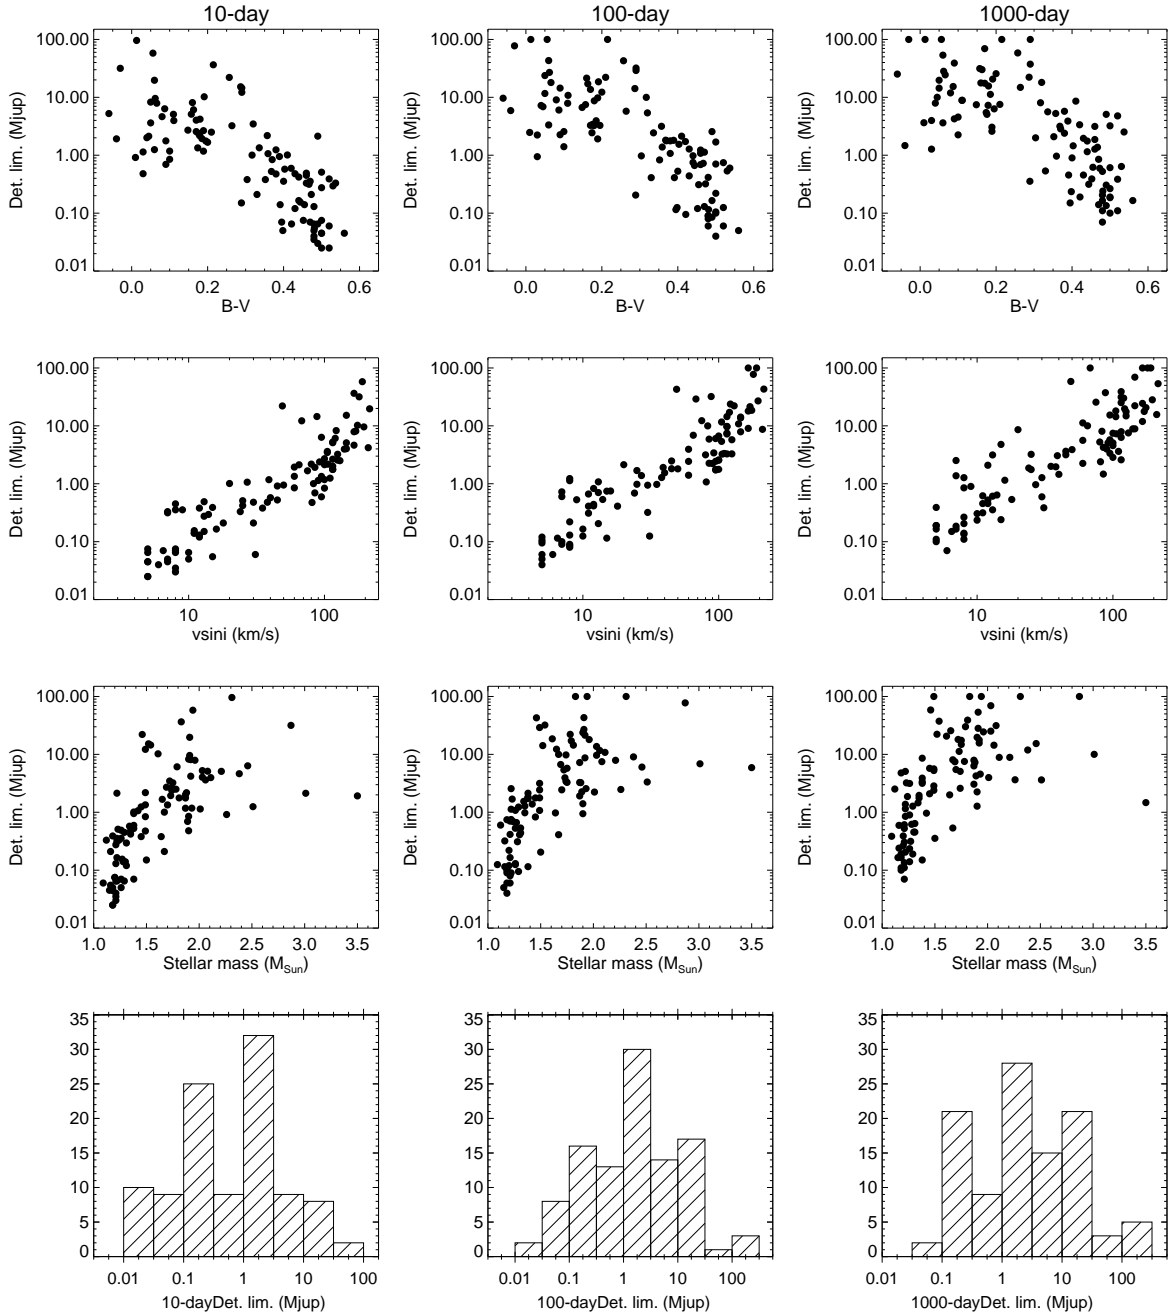 10-day 100-day 1000-day
100.00 100.00 100.00
10.00 10.00 10.00
1.00 1.00 1.00
0.10 0.10 0.10
0.01 0.01 0.01
Det. lim. (Mjup) Det. lim. (Mjup) Det. lim. (Mjup)
0.0 0.2 0.4 0.6 0.0 0.2 0.4 0.6 0.0 0.2 0.4 0.6
B-V B-V B-V
100.00 100.00 100.00
10.00 10.00 10.00
1.00 1.00 1.00
0.10 0.10 0.10
0.01 0.01 0.01
Det. lim. (Mjup) Det. lim. (Mjup) Det. lim. (Mjup)
10 100 10 100 10 100
vsini (km/s) vsini (km/s) vsini (km/s)
100.00 100.00 100.00
10.00 10.00 10.00
1.00 1.00 1.00
0.10 0.10 0.10
0.01 0.01 0.01
Det. lim. (Mjup) Det. lim. (Mjup) Det. lim. (Mjup)
1.0 1.5 2.0 2.5 3.0 3.5 1.0 1.5 2.0 2.5 3.0 3.5 1.0 1.5 2.0 2.5 3.0 3.5
Stellar mass (M_Sun) Stellar mass (M_Sun) Stellar mass (M_Sun)
35 35 35
30 30 30
25 25 25
20 20 20
15 15 15
10 10 10
5 5 5
0 0 0
0.01 0.1 1 10 100 0.01 0.1 1 10 100 0.01 0.1 1 10 100
10-dayDet. lim. (Mjup) 100-dayDet. lim. (Mjup) 1000-dayDet. lim. (Mjup)